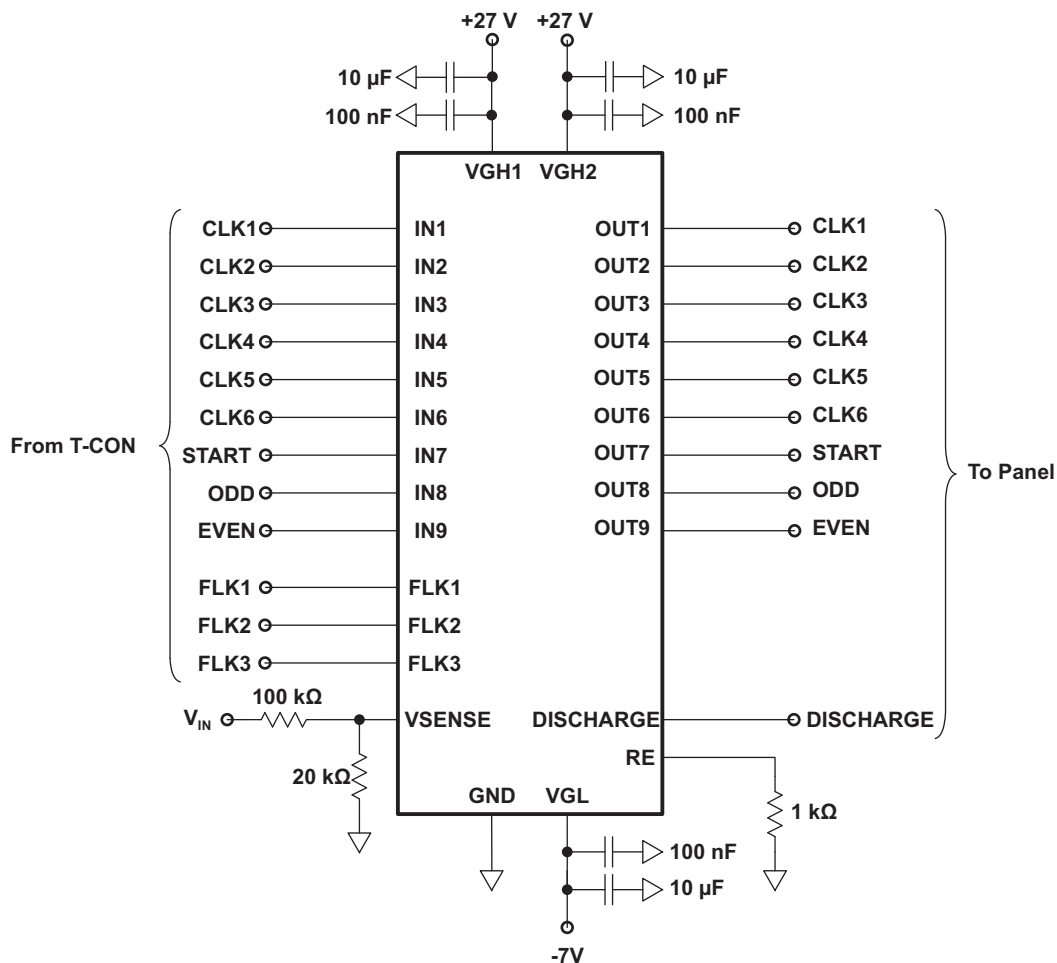 +27 V +27 V
10 µF 10 µF
100 nF 100 nF
VGH1 VGH2
CLK1 IN1 OUT1 CLK1
CLK2 IN2 OUT2 CLK2
CLK3 IN3 OUT3 CLK3
CLK4 IN4 OUT4 CLK4
CLK5 IN5 OUT5 CLK5
CLK6 IN6 OUT6 CLK6
From T-CON
START IN7 OUT7 START
To Panel
ODD IN8 OUT8 ODD
EVEN IN9 OUT9 EVEN
FLK1 FLK1
FLK2 FLK2
FLK3 FLK3
100 kΩ
VIN VSENSE DISCHARGE DISCHARGE
RE
20 kΩ
GND VGL
1 kΩ
100 nF
10 µF
-7V